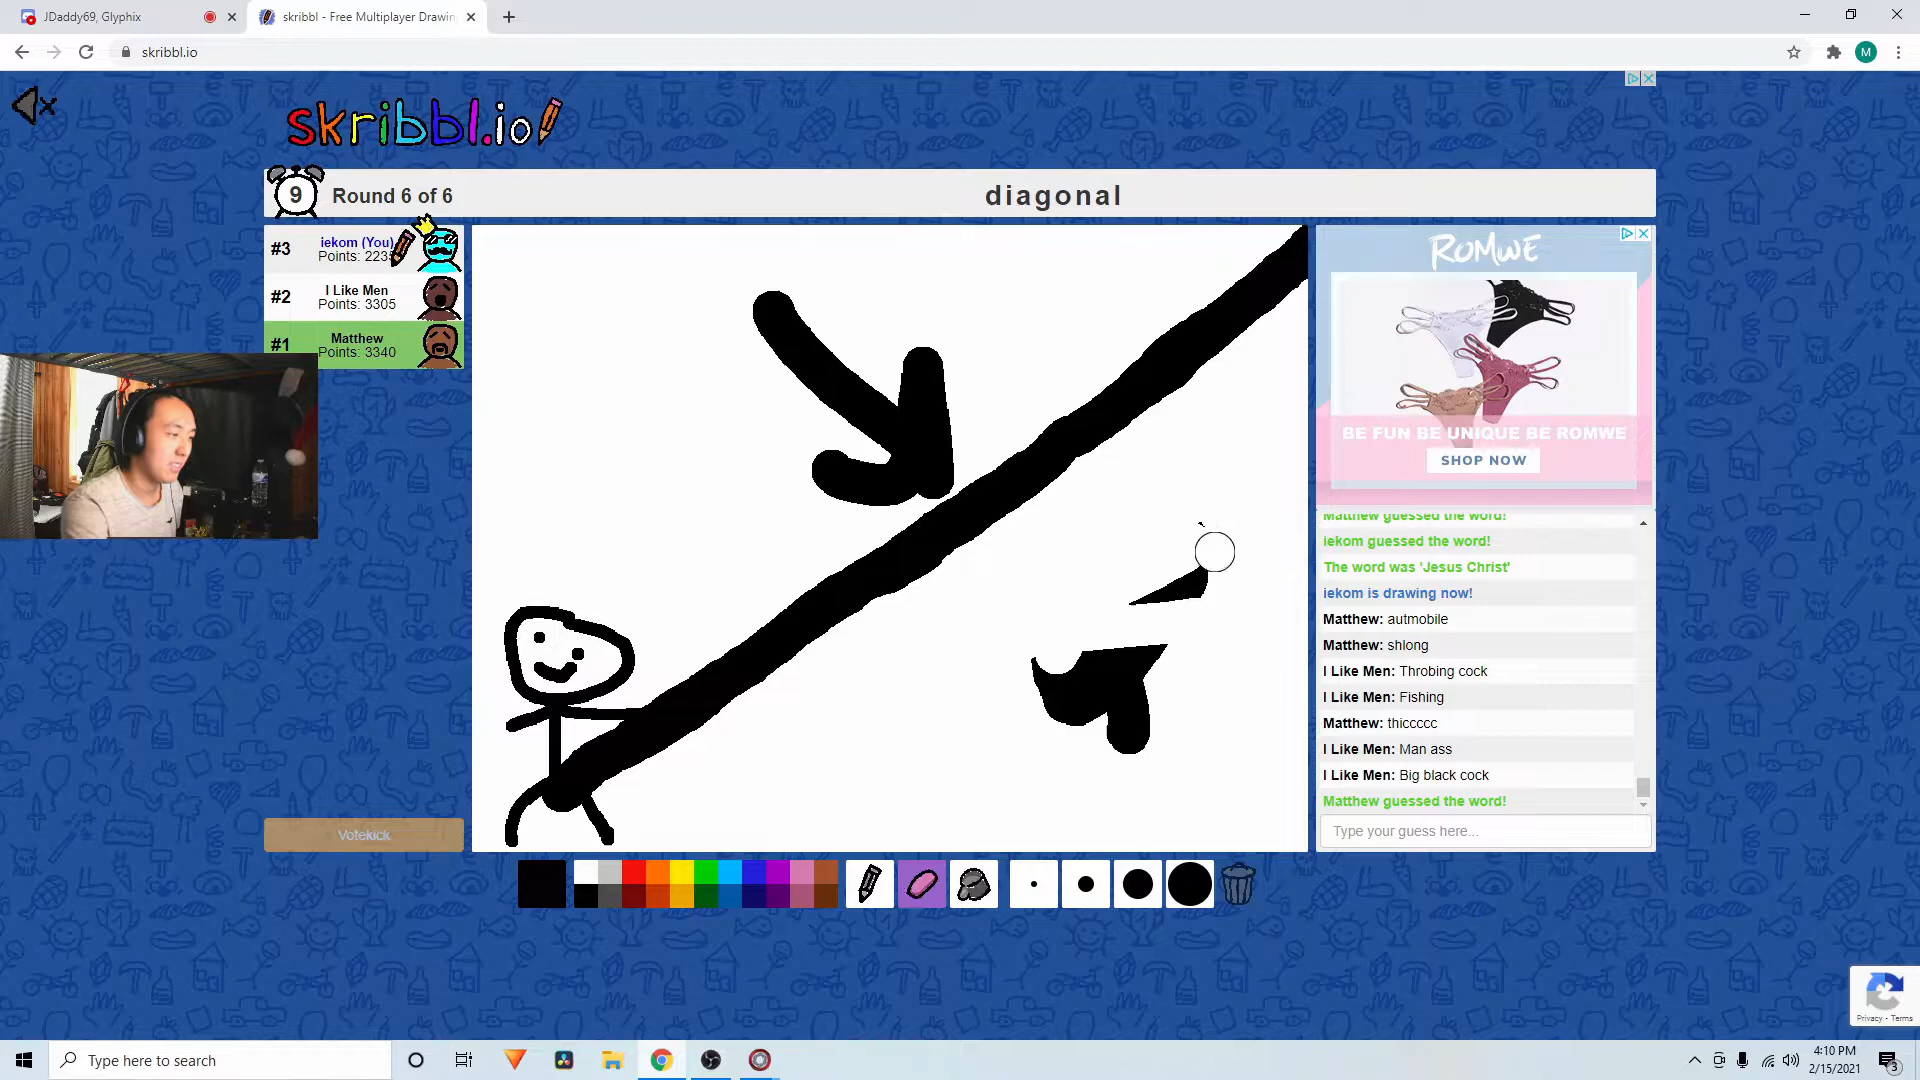 JDaddy69, Glyphix
skribbl - Free Multiplayer Drawin
skribbl.io
M
skribbl.io
9
Round 6 of 6
diagonal
#3
iekom (You)
Points: 223
#2
I Like Men
Points: 3305
#1
Matthew
Points: 3340
Votekick
ROMWE
BE FUN BE UNIQUE BE ROMWE
SHOP NOW
Matthew guessed the word!
iekom guessed the word!
The word was 'Jesus Christ'
iekom is drawing now!
Matthew: autmobile
Matthew: shlong
I Like Men: Throbing cock
I Like Men: Fishing
Matthew: thiccccc
I Like Men: Man ass
I Like Men: Big black cock
Matthew guessed the word!
Type your guess here...
Privacy - Terms
Type here to search
4:10 PM
2/15/2021
3